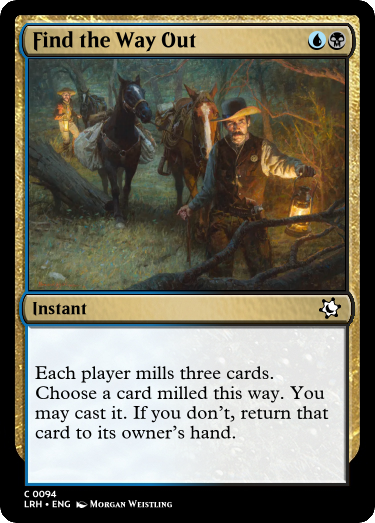 Find the Way Out
Instant
Each player mills three cards.
Choose a card milled this way. You
may cast it. If you don't, return that
card to its owner's hand.
C 0094
LRH • ENG Morgan Weistling